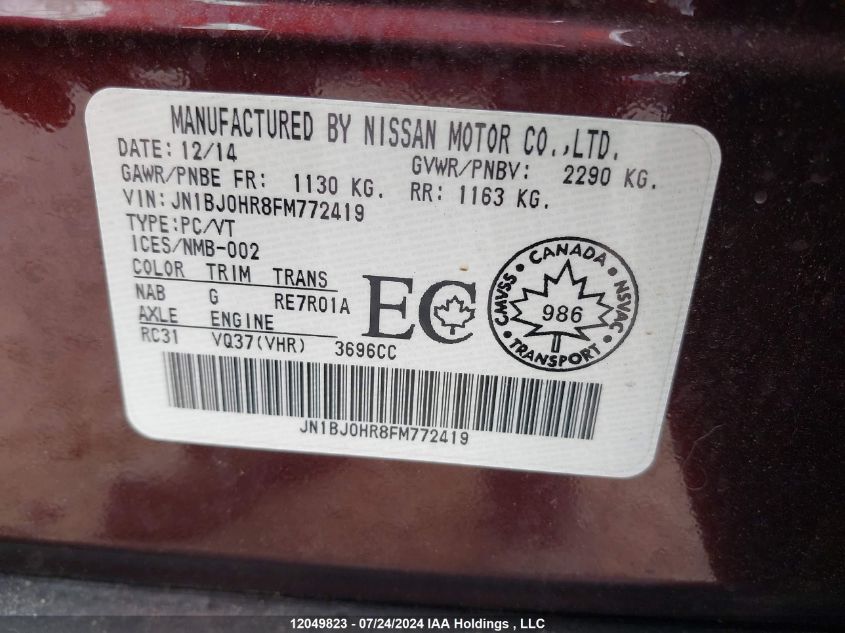 MANUFACTURED BY NISSAN MOTOR CO.,LTD.
DATE: 12/14 GVWR/PNBV: 2290 KG.
GAWR/PNBE FR: 1130 KG. RR: 1163 KG.
VIN: JN1BJ0HR8FM772419
TYPE:PC/VT
ICES/NMB-002
COLOR TRIM TRANS
NAB G RE7R01A
AXLE ENGINE
RC31 VQ37(VHR) 3696CC
EC
CANADA
CMVSS
NSVAC
986
TRANSPORT
JN1BJ0HR8FM772419
12049823 - 07/24/2024 IAA Holdings, LLC